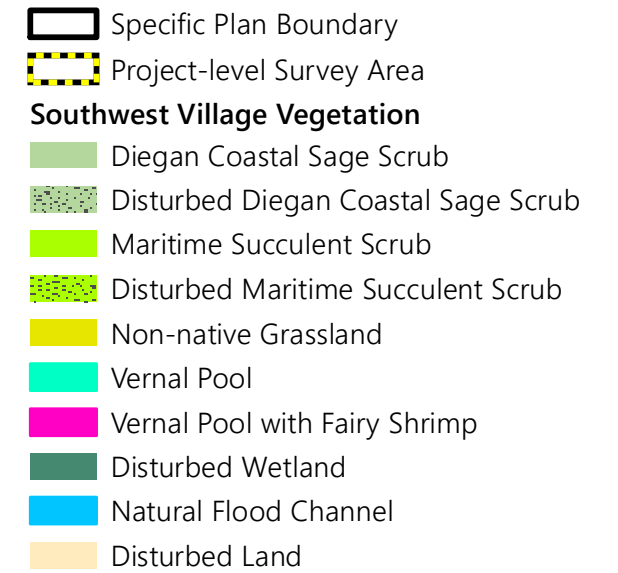 Specific Plan Boundary
Project-level Survey Area
Southwest Village Vegetation
Diegan Coastal Sage Scrub
Disturbed Diegan Coastal Sage Scrub
Maritime Succulent Scrub
Disturbed Maritime Succulent Scrub
Non-native Grassland
Vernal Pool
Vernal Pool with Fairy Shrimp
Disturbed Wetland
Natural Flood Channel
Disturbed Land